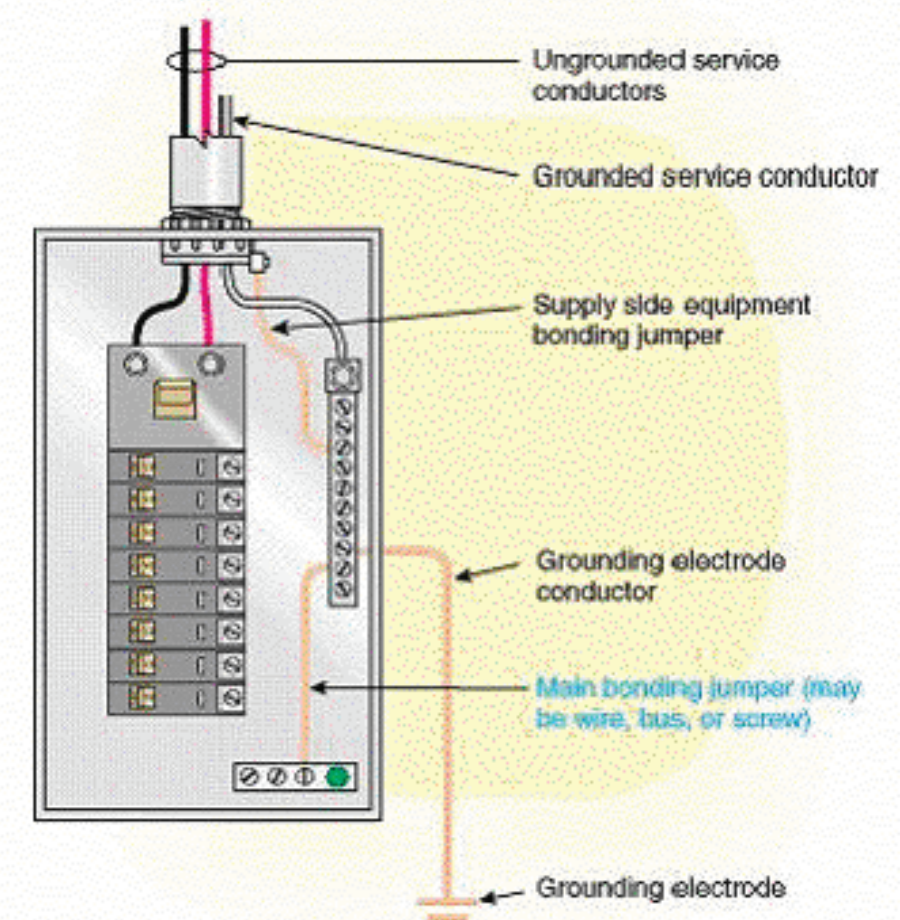 Ungrounded service
conductors
Grounded service conductor
Supply side equipment
bonding jumper
Grounding electrode
conductor
Main bonding jumper (may
be wire, bus, or screw)
Grounding electrode